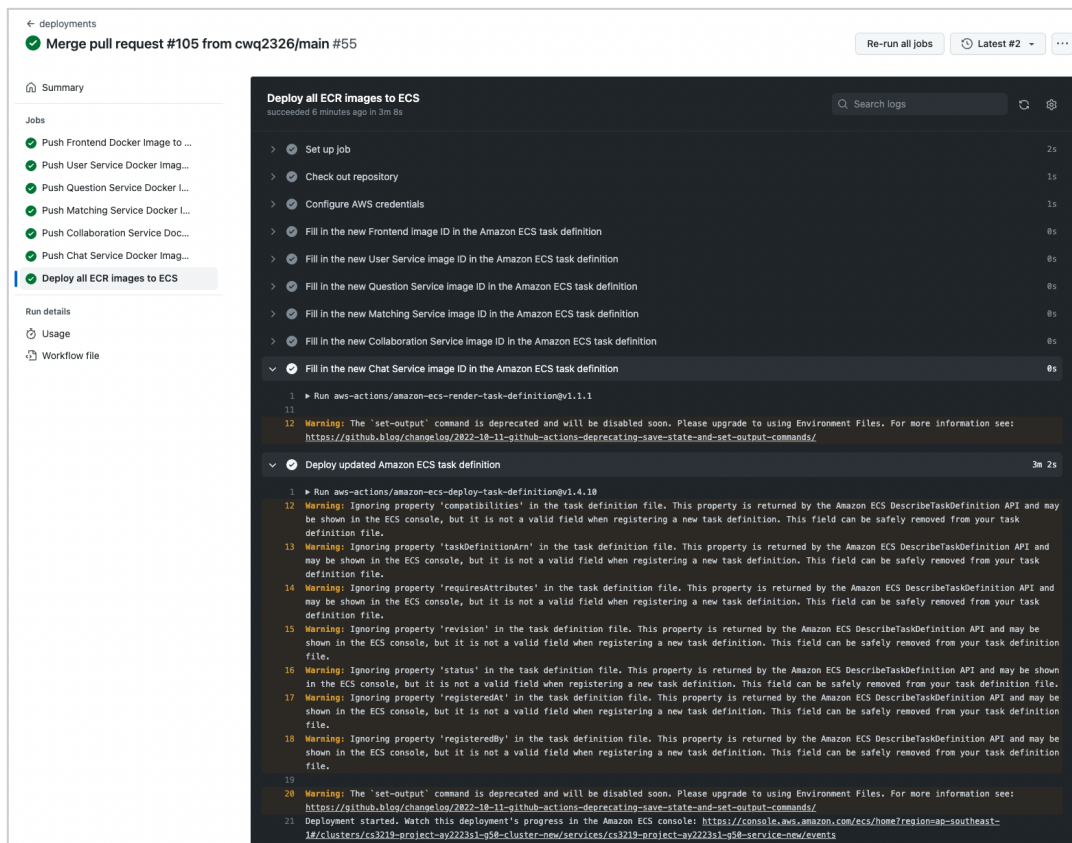 ← deployments
Merge pull request #105 from cwq2326/main #55
Re-run all jobs
Latest #2
...
Summary
Jobs
Push Frontend Docker Image to ...
Push User Service Docker Imag...
Push Question Service Docker I...
Push Matching Service Docker I...
Push Collaboration Service Doc...
Push Chat Service Docker Imag...
Deploy all ECR images to ECS
Run details
Usage
Workflow file
Deploy all ECR images to ECS
succeeded 6 minutes ago in 3m 8s
Search logs
Set up job 2s
Check out repository 1s
Configure AWS credentials 1s
Fill in the new Frontend image ID in the Amazon ECS task definition 0s
Fill in the new User Service image ID in the Amazon ECS task definition 0s
Fill in the new Question Service image ID in the Amazon ECS task definition 0s
Fill in the new Matching Service image ID in the Amazon ECS task definition 0s
Fill in the new Collaboration Service image ID in the Amazon ECS task definition 0s
Fill in the new Chat Service image ID in the Amazon ECS task definition 0s
1 ▶ Run aws-actions/amazon-ecs-render-task-definition@v1.1.1
11
12 Warning: The `set-output` command is deprecated and will be disabled soon. Please upgrade to using Environment Files. For more information see:
https://github.blog/changelog/2022-10-11-github-actions-deprecating-save-state-and-set-output-commands/
Deploy updated Amazon ECS task definition 3m 2s
1 ▶ Run aws-actions/amazon-ecs-deploy-task-definition@v1.4.10
12 Warning: Ignoring property 'compatibilities' in the task definition file. This property is returned by the Amazon ECS DescribeTaskDefinition API and may
be shown in the ECS console, but it is not a valid field when registering a new task definition. This field can be safely removed from your task
definition file.
13 Warning: Ignoring property 'taskDefinitionArn' in the task definition file. This property is returned by the Amazon ECS DescribeTaskDefinition API and
may be shown in the ECS console, but it is not a valid field when registering a new task definition. This field can be safely removed from your task
definition file.
14 Warning: Ignoring property 'requiresAttributes' in the task definition file. This property is returned by the Amazon ECS DescribeTaskDefinition API and
may be shown in the ECS console, but it is not a valid field when registering a new task definition. This field can be safely removed from your task
definition file.
15 Warning: Ignoring property 'revision' in the task definition file. This property is returned by the Amazon ECS DescribeTaskDefinition API and may be
shown in the ECS console, but it is not a valid field when registering a new task definition. This field can be safely removed from your task definition
file.
16 Warning: Ignoring property 'status' in the task definition file. This property is returned by the Amazon ECS DescribeTaskDefinition API and may be shown
in the ECS console, but it is not a valid field when registering a new task definition. This field can be safely removed from your task definition file.
17 Warning: Ignoring property 'registeredAt' in the task definition file. This property is returned by the Amazon ECS DescribeTaskDefinition API and may be
shown in the ECS console, but it is not a valid field when registering a new task definition. This field can be safely removed from your task definition
file.
18 Warning: Ignoring property 'registeredBy' in the task definition file. This property is returned by the Amazon ECS DescribeTaskDefinition API and may be
shown in the ECS console, but it is not a valid field when registering a new task definition. This field can be safely removed from your task definition
file.
19
20 Warning: The `set-output` command is deprecated and will be disabled soon. Please upgrade to using Environment Files. For more information see:
https://github.blog/changelog/2022-10-11-github-actions-deprecating-save-state-and-set-output-commands/
21 Deployment started. Watch this deployment's progress in the Amazon ECS console: https://console.aws.amazon.com/ecs/home?region=ap-southeast-
1#/clusters/cs3219-project-ay2223s1-g50-cluster-new/services/cs3219-project-ay2223s1-g50-service-new/events